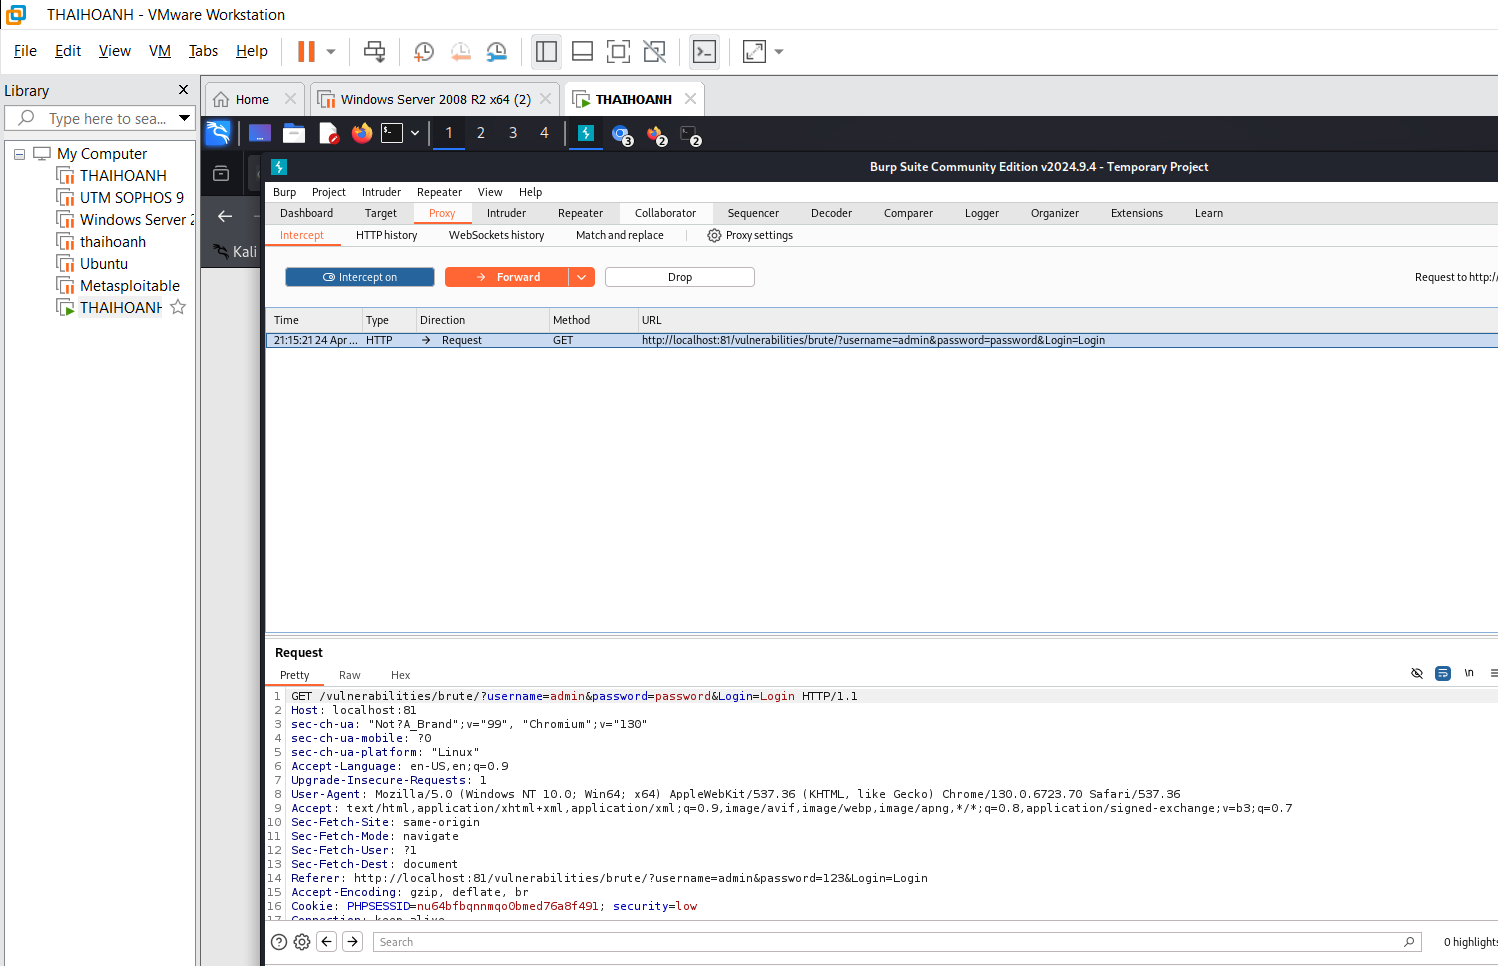 THAIHOANH - VMware Workstation
File Edit View VM Tabs Help
Library
Type here to sea...
My Computer
THAIHOANH
UTM SOPHOS 9
Windows Server 2
thaihoanh
Ubuntu
Metasploitable
THAIHOANH
Home
Windows Server 2008 R2 x64 (2)
THAIHOANH
1 2 3 4
3 2 2
Kali
Burp Suite Community Edition v2024.9.4 - Temporary Project
Burp Project Intruder Repeater View Help
Dashboard Target Proxy Intruder Repeater Collaborator Sequencer Decoder Comparer Logger Organizer Extensions Learn
Intercept HTTP history WebSockets history Match and replace Proxy settings
Intercept on Forward Drop Request to http:/
Time Type Direction Method URL
21:15:21 24 Apr... HTTP Request GET http://localhost:81/vulnerabilities/brute/?username=admin&password=password&Login=Login
Request
Pretty Raw Hex \n
1 GET /vulnerabilities/brute/?username=admin&password=password&Login=Login HTTP/1.1
2 Host: localhost:81
3 sec-ch-ua: "Not?A_Brand";v="99", "Chromium";v="130"
4 sec-ch-ua-mobile: ?0
5 sec-ch-ua-platform: "Linux"
6 Accept-Language: en-US,en;q=0.9
7 Upgrade-Insecure-Requests: 1
8 User-Agent: Mozilla/5.0 (Windows NT 10.0; Win64; x64) AppleWebKit/537.36 (KHTML, like Gecko) Chrome/130.0.6723.70 Safari/537.36
9 Accept: text/html,application/xhtml+xml,application/xml;q=0.9,image/avif,image/webp,image/apng,*/*;q=0.8,application/signed-exchange;v=b3;q=0.7
10 Sec-Fetch-Site: same-origin
11 Sec-Fetch-Mode: navigate
12 Sec-Fetch-User: ?1
13 Sec-Fetch-Dest: document
14 Referer: http://localhost:81/vulnerabilities/brute/?username=admin&password=123&Login=Login
15 Accept-Encoding: gzip, deflate, br
16 Cookie: PHPSESSID=nu64bfbqnnmqo0bmed76a8f491; security=low
17 Connection: keep-alive
Search
0 highlights